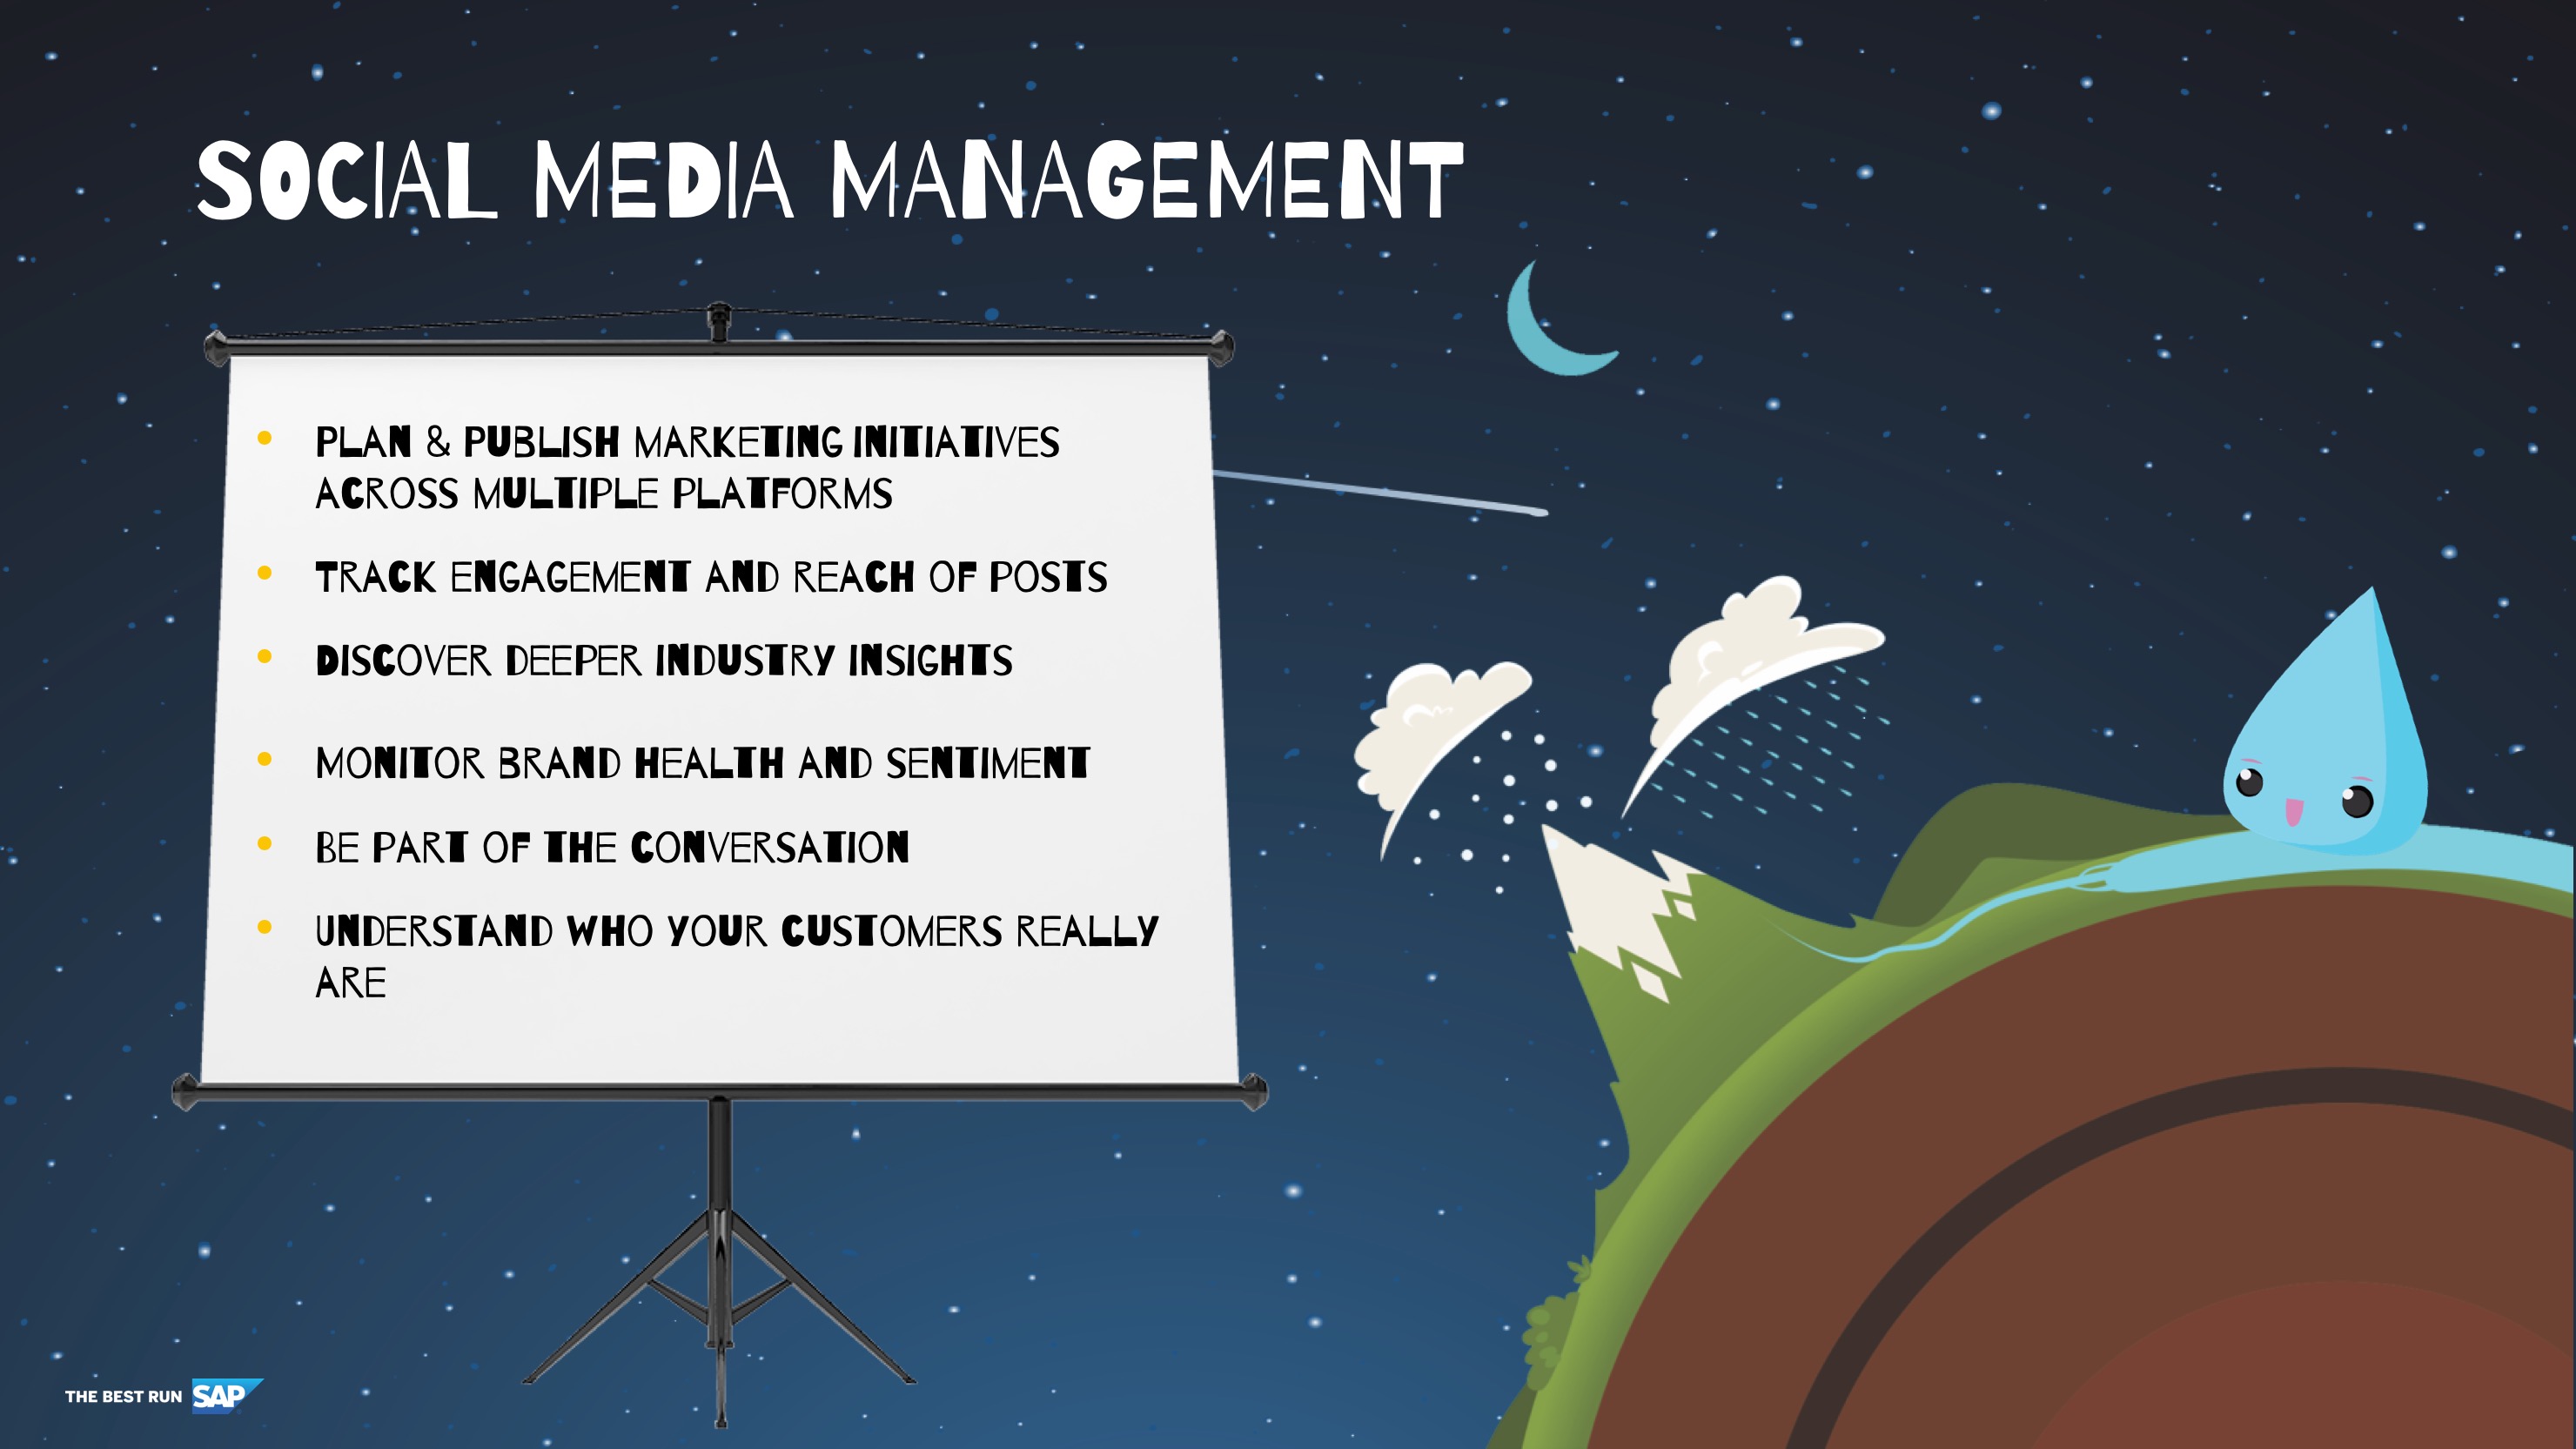 SOCIAL MEDIA MANAGEMENT
• PLAN & PUBLISH MARKETING INITIATIVES
ACROSS MULTIPLE PLATFORMS
• TRACK ENGAGEMENT AND REACH OF POSTS
• DISCOVER DEEPER INDUSTRY INSIGHTS
• MONITOR BRAND HEALTH AND SENTIMENT
• BE PART OF THE CONVERSATION
• UNDERSTAND WHO YOUR CUSTOMERS REALLY
ARE
THE BEST RUN SAP